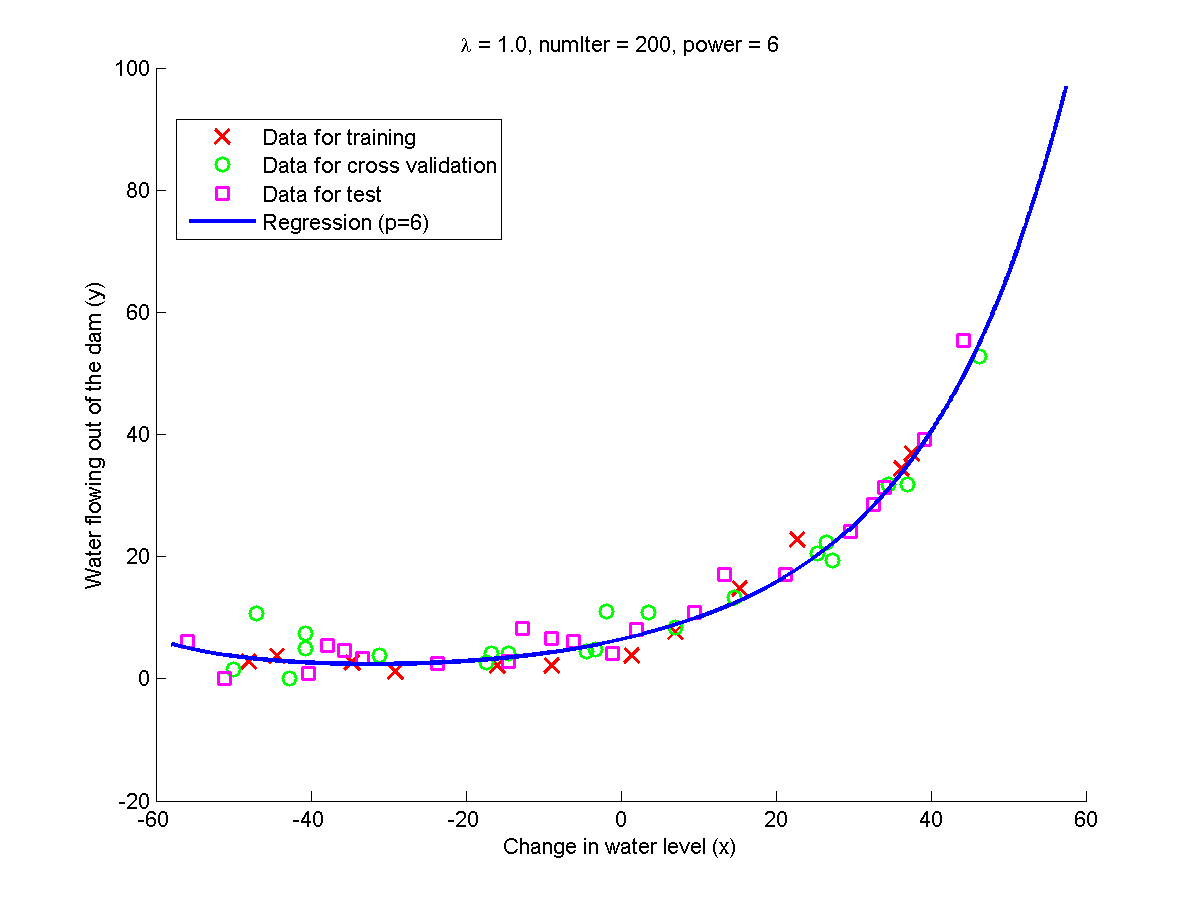 λ = 1.0, numIter = 200, power = 6
100
80
60
40
20
0
-20
Data for training
Data for cross validation
Data for test
Regression (p=6)
Water flowing out of the dam (y)
-60 -40 -20 0 20 40 60
Change in water level (x)